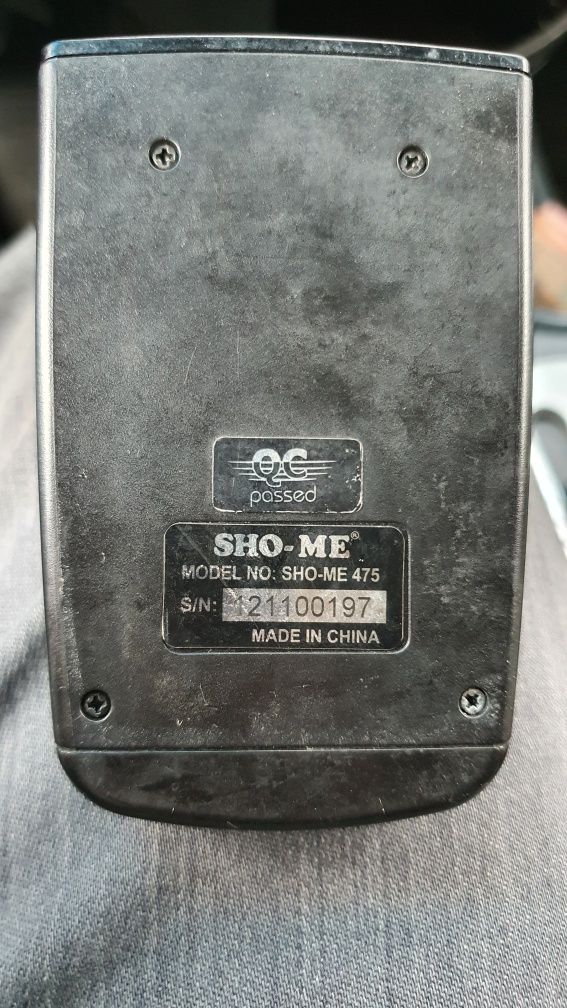 QC
passed
SHO-ME®
MODEL NO: SHO-ME 475
S/N: 121100197
MADE IN CHINA